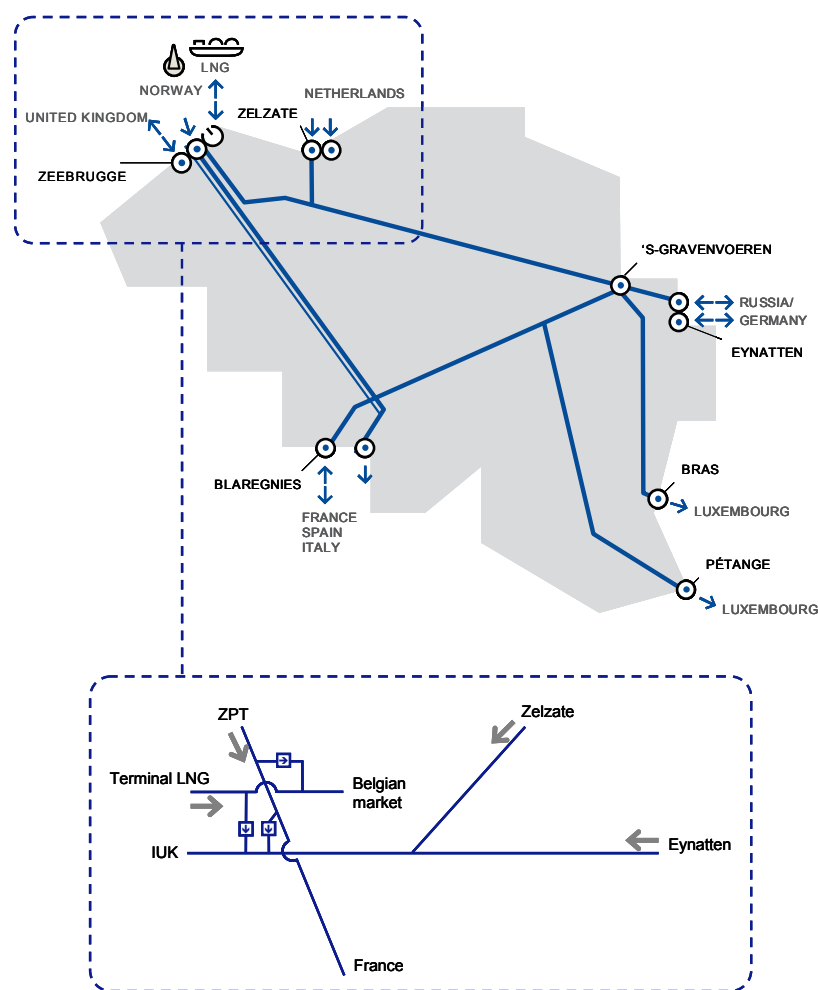 LNG
NORWAY
NETHERLANDS
UNITED KINGDOM
ZELZATE
ZEEBRUGGE
'S-GRAVENVOEREN
RUSSIA/
GERMANY
EYNATTEN
BLAREGNIES
BRAS
LUXEMBOURG
FRANCE
SPAIN
ITALY
PÉTANGE
LUXEMBOURG
ZPT
Zelzate
Terminal LNG
Belgian
market
IUK
Eynatten
France